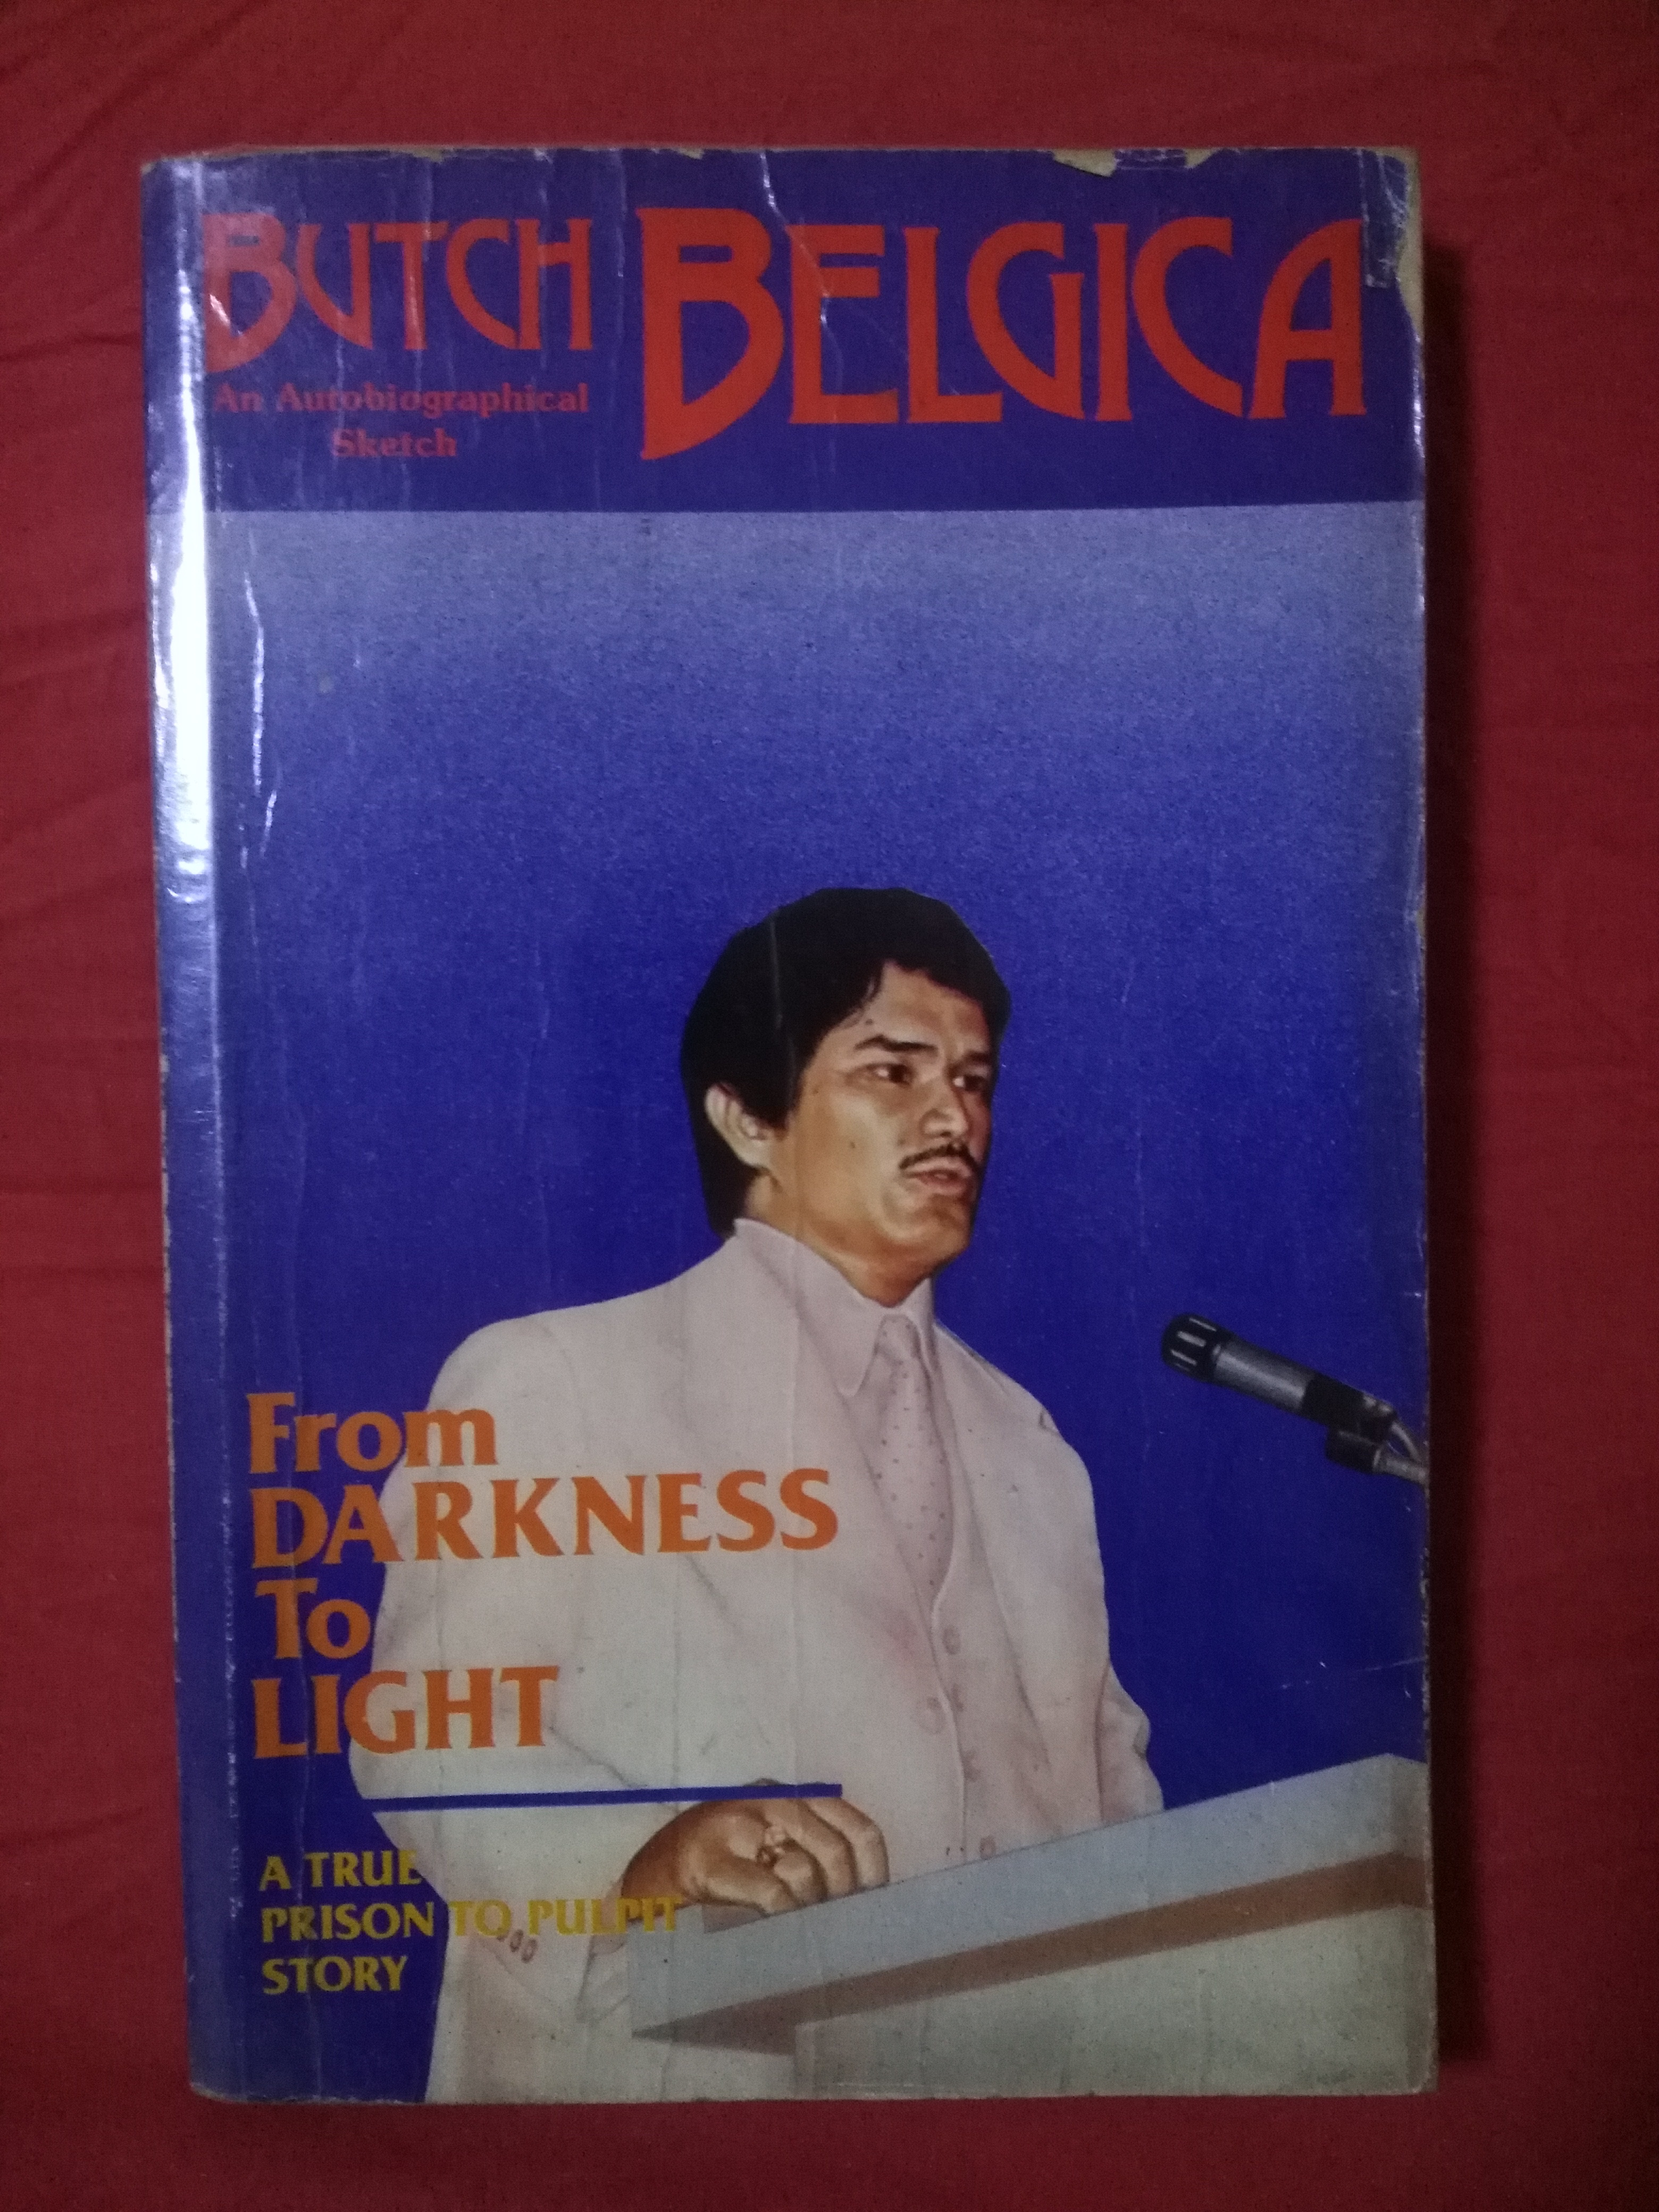 BUTCH BELGICA
An Autobiographical
Sketch
From
DARKNESS
To
LIGHT
A TRUE
PRISON TO PULPIT
STORY